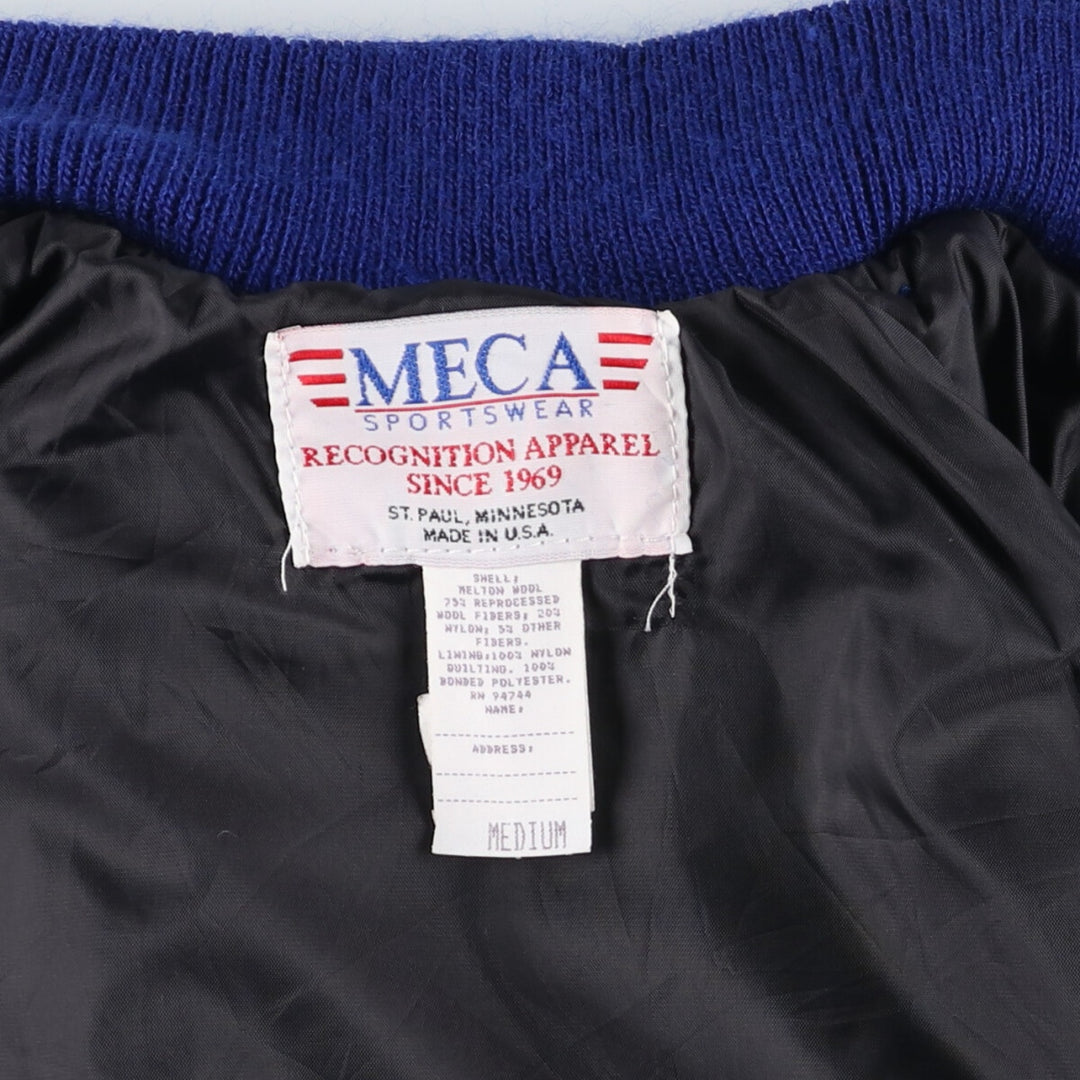 MECA
SPORTSWEAR
RECOGNITION APPAREL
SINCE 1969
ST. PAUL, MINNESOTA
MADE IN U.S.A.
SHELL:
MELTON WOOL
75% REPROCESSED
WOOL FIBERS; 20%
NYLON; 5% OTHER
FIBERS.
LINING:100% NYLON
QUILTING. 100%
BONDED POLYESTER.
RN 94744
NAME:
ADDRESS:
MEDIUM